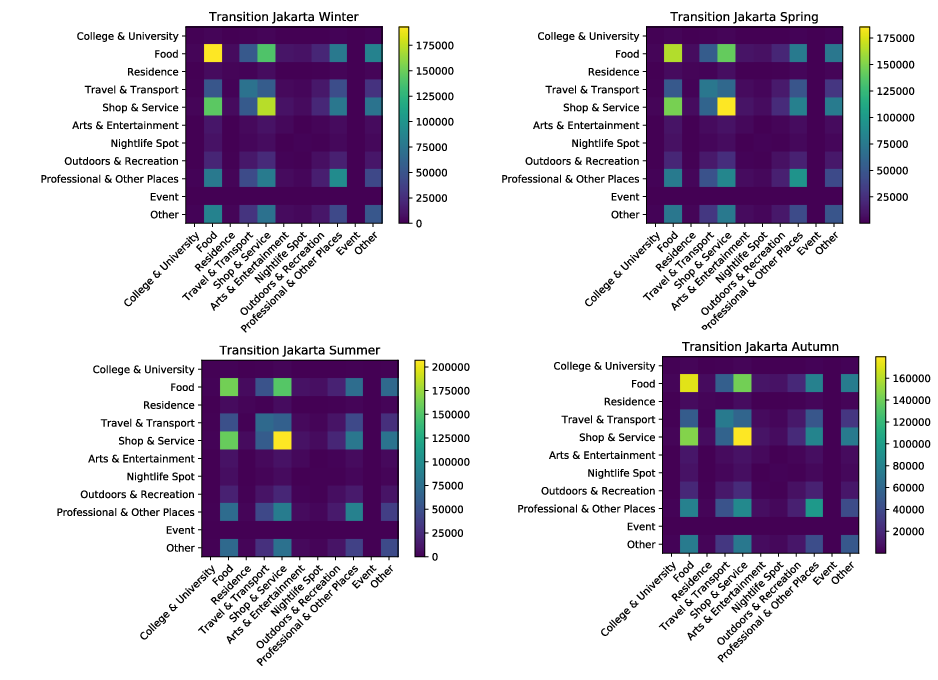 Transition Jakarta Winter
College & University
Food
Residence
Travel & Transport
Shop & Service
Arts & Entertainment
Nightlife Spot
Outdoors & Recreation
Professional & Other Places
Event
Other
175000
150000
125000
100000
75000
50000
25000
0
College & University
Food
Residence
Travel & Transport
Shop & Service
Arts & Entertainment
Nightlife Spot
Outdoors & Recreation
Professional & Other Places
Event
Other
Transition Jakarta Spring
College & University
Food
Residence
Travel & Transport
Shop & Service
Arts & Entertainment
Nightlife Spot
Outdoors & Recreation
Professional & Other Places
Event
Other
175000
150000
125000
100000
75000
50000
25000
College & University
Food
Residence
Travel & Transport
Shop & Service
Arts & Entertainment
Nightlife Spot
Outdoors & Recreation
Professional & Other Places
Event
Other
Transition Jakarta Summer
College & University
Food
Residence
Travel & Transport
Shop & Service
Arts & Entertainment
Nightlife Spot
Outdoors & Recreation
Professional & Other Places
Event
Other
200000
175000
150000
125000
100000
75000
50000
25000
0
College & University
Food
Residence
Travel & Transport
Shop & Service
Arts & Entertainment
Nightlife Spot
Outdoors & Recreation
Professional & Other Places
Event
Other
Transition Jakarta Autumn
College & University
Food
Residence
Travel & Transport
Shop & Service
Arts & Entertainment
Nightlife Spot
Outdoors & Recreation
Professional & Other Places
Event
Other
160000
140000
120000
100000
80000
60000
40000
20000
College & University
Food
Residence
Travel & Transport
Shop & Service
Arts & Entertainment
Nightlife Spot
Outdoors & Recreation
Professional & Other Places
Event
Other